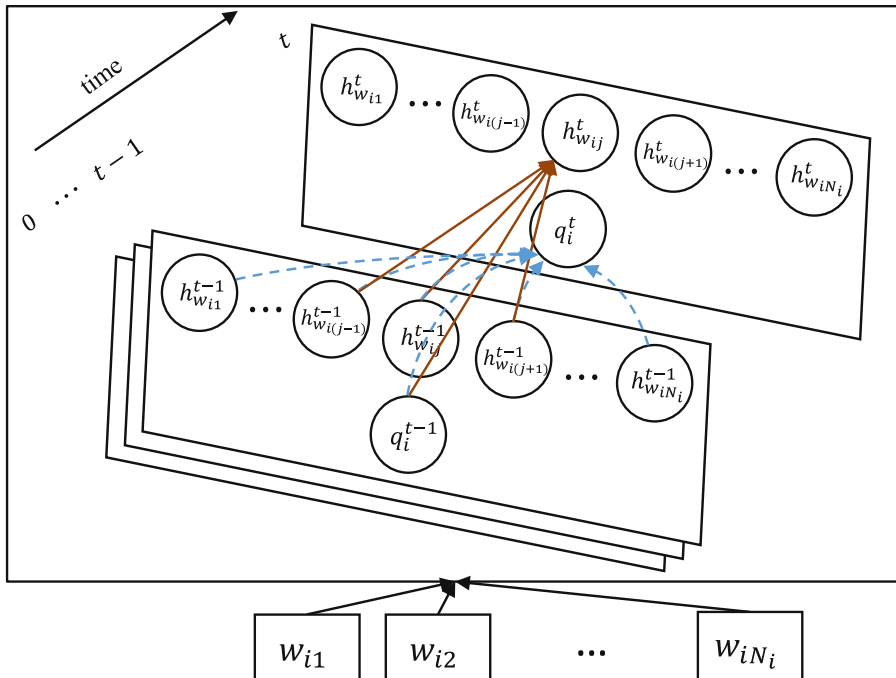 time
0 … t − 1
t
h^t_{w_{i1}} … h^t_{w_{i(j−1)}} h^t_{w_{ij}} h^t_{w_{i(j+1)}} … h^t_{w_{iN_i}}
q^t_i
h^{t−1}_{w_{i1}} … h^{t−1}_{w_{i(j−1)}} h^{t−1}_{w_{ij}} h^{t−1}_{w_{i(j+1)}} … h^{t−1}_{w_{iN_i}}
q^{t−1}_i
w_{i1} w_{i2} … w_{iN_i}